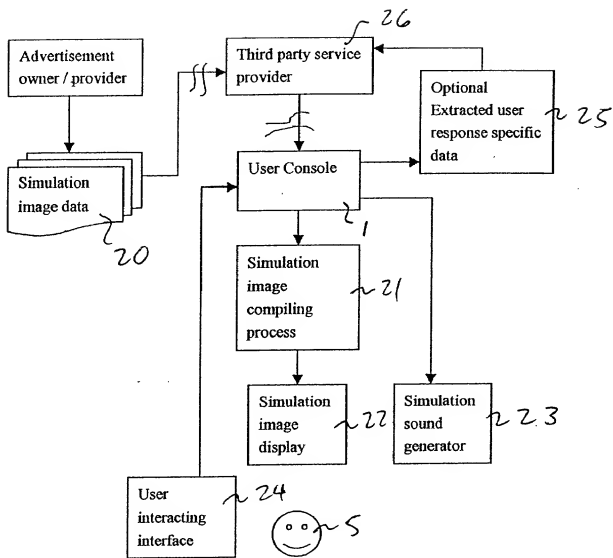 26
Advertisement
owner / provider
Third party service
provider
Optional
Extracted user
response specific
data
25
User Console
1
Simulation
image data
20
Simulation
image
compiling
process
21
Simulation
image
display
22
Simulation
sound
generator
23
User
interacting
interface
24
5